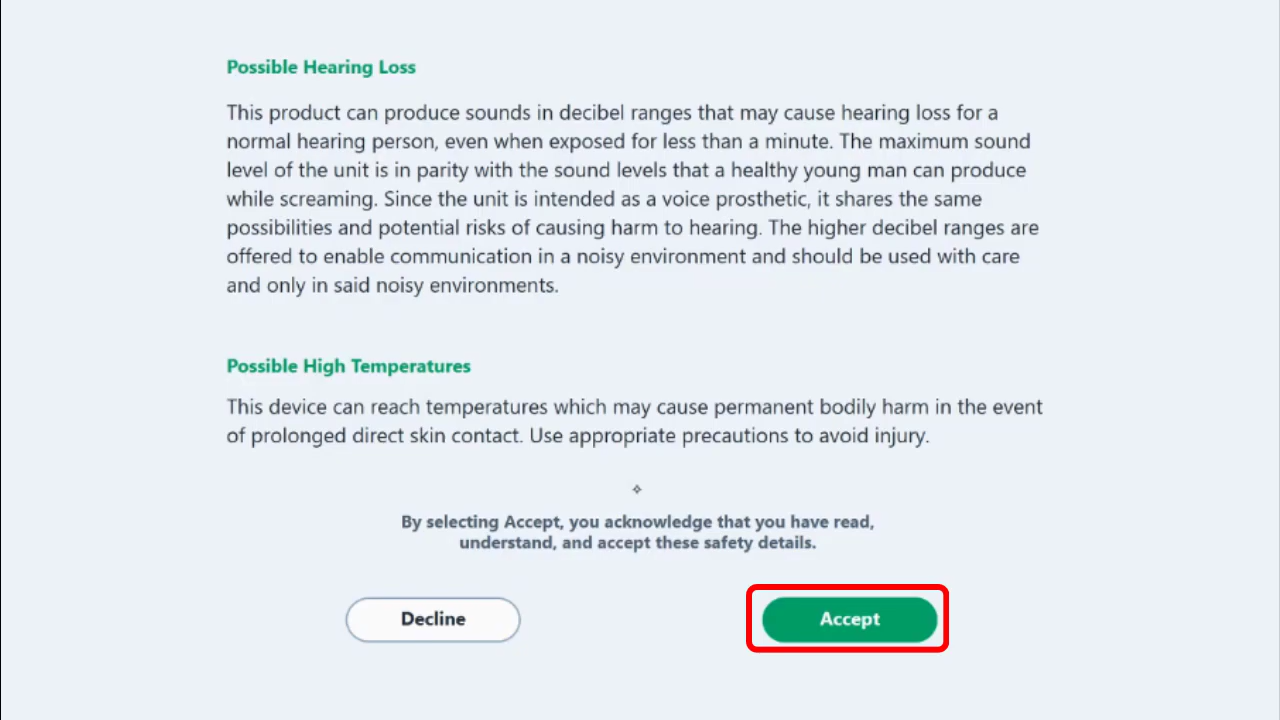 Possible Hearing Loss
This product can produce sounds in decibel ranges that may cause hearing loss for a
normal hearing person, even when exposed for less than a minute. The maximum sound
level of the unit is in parity with the sound levels that a healthy young man can produce
while screaming. Since the unit is intended as a voice prosthetic, it shares the same
possibilities and potential risks of causing harm to hearing. The higher decibel ranges are
offered to enable communication in a noisy environment and should be used with care
and only in said noisy environments.
Possible High Temperatures
This device can reach temperatures which may cause permanent bodily harm in the event
of prolonged direct skin contact. Use appropriate precautions to avoid injury.
By selecting Accept, you acknowledge that you have read,
understand, and accept these safety details.
Decline
Accept